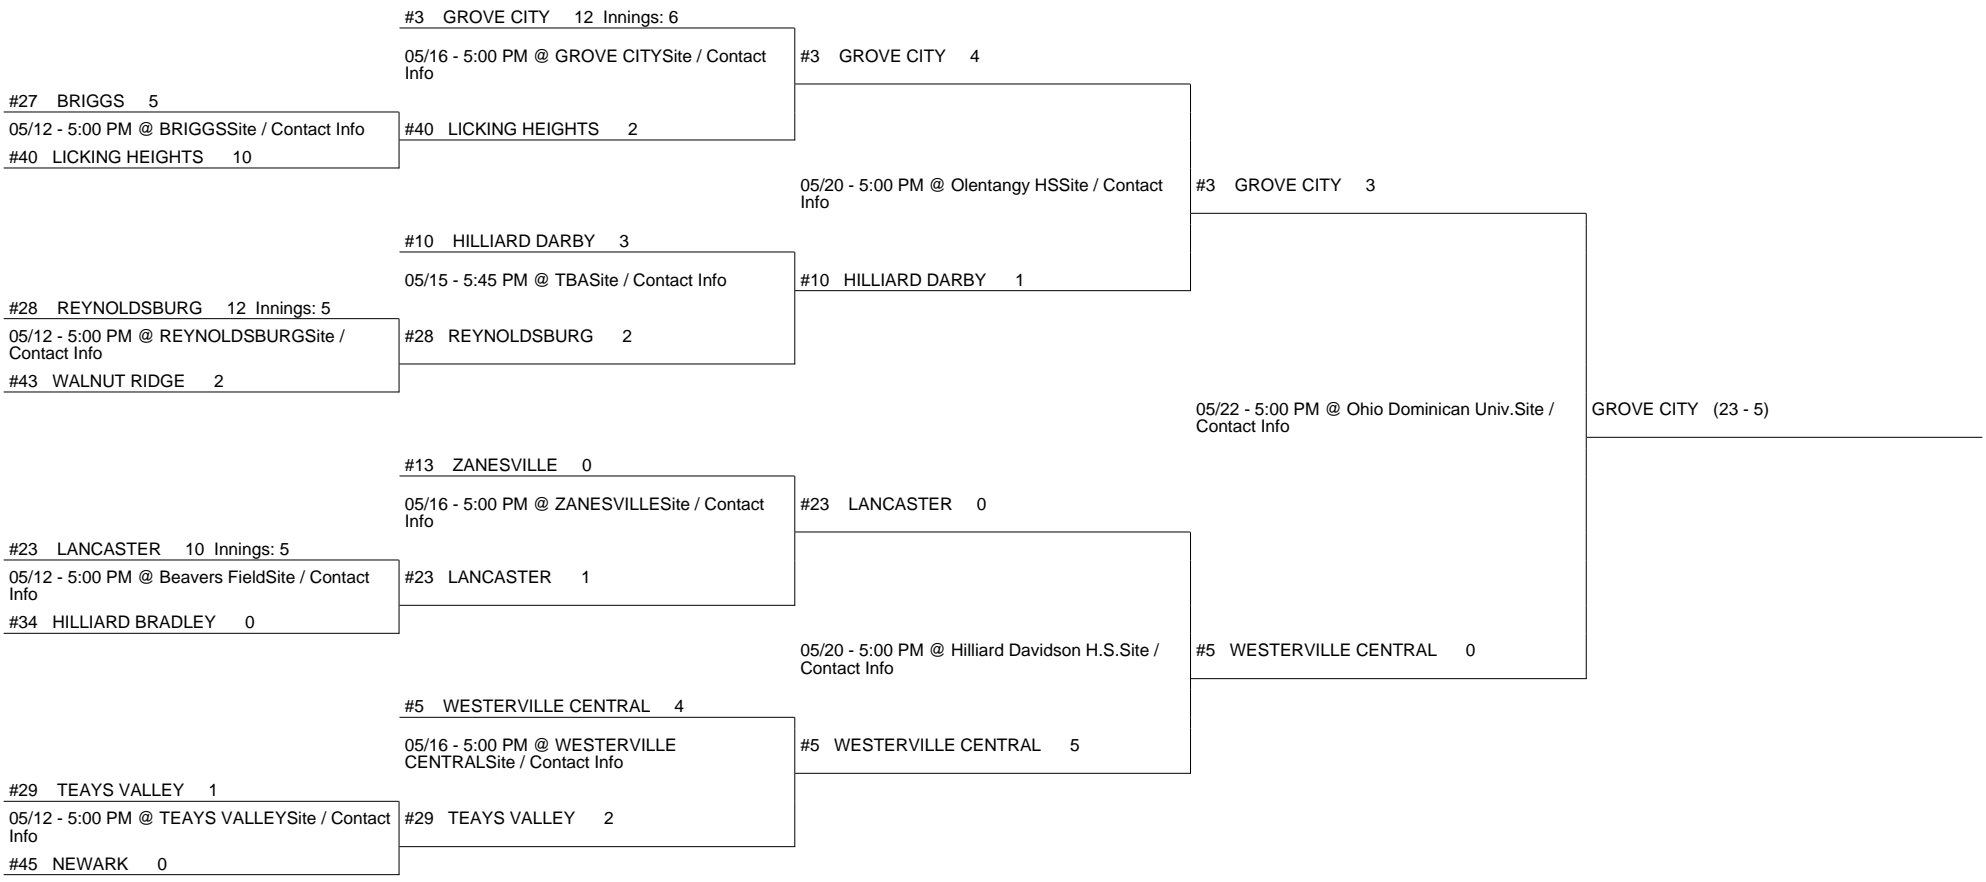 #3 GROVE CITY 12 Innings: 6
05/16 - 5:00 PM @ GROVE CITYSite / Contact
Info
#3 GROVE CITY 4
#27 BRIGGS 5
05/12 - 5:00 PM @ BRIGGSSite / Contact Info
#40 LICKING HEIGHTS 2
#40 LICKING HEIGHTS 10
05/20 - 5:00 PM @ Olentangy HSSite / Contact
Info
#3 GROVE CITY 3
#10 HILLIARD DARBY 3
05/15 - 5:45 PM @ TBASite / Contact Info
#10 HILLIARD DARBY 1
#28 REYNOLDSBURG 12 Innings: 5
05/12 - 5:00 PM @ REYNOLDSBURGSite /
Contact Info
#28 REYNOLDSBURG 2
#43 WALNUT RIDGE 2
05/22 - 5:00 PM @ Ohio Dominican Univ.Site /
Contact Info
GROVE CITY (23 - 5)
#13 ZANESVILLE 0
05/16 - 5:00 PM @ ZANESVILLESite / Contact
Info
#23 LANCASTER 0
#23 LANCASTER 10 Innings: 5
05/12 - 5:00 PM @ Beavers FieldSite / Contact
Info
#23 LANCASTER 1
#34 HILLIARD BRADLEY 0
05/20 - 5:00 PM @ Hilliard Davidson H.S.Site /
Contact Info
#5 WESTERVILLE CENTRAL 0
#5 WESTERVILLE CENTRAL 4
05/16 - 5:00 PM @ WESTERVILLE
CENTRALSite / Contact Info
#5 WESTERVILLE CENTRAL 5
#29 TEAYS VALLEY 1
05/12 - 5:00 PM @ TEAYS VALLEYSite / Contact
Info
#29 TEAYS VALLEY 2
#45 NEWARK 0